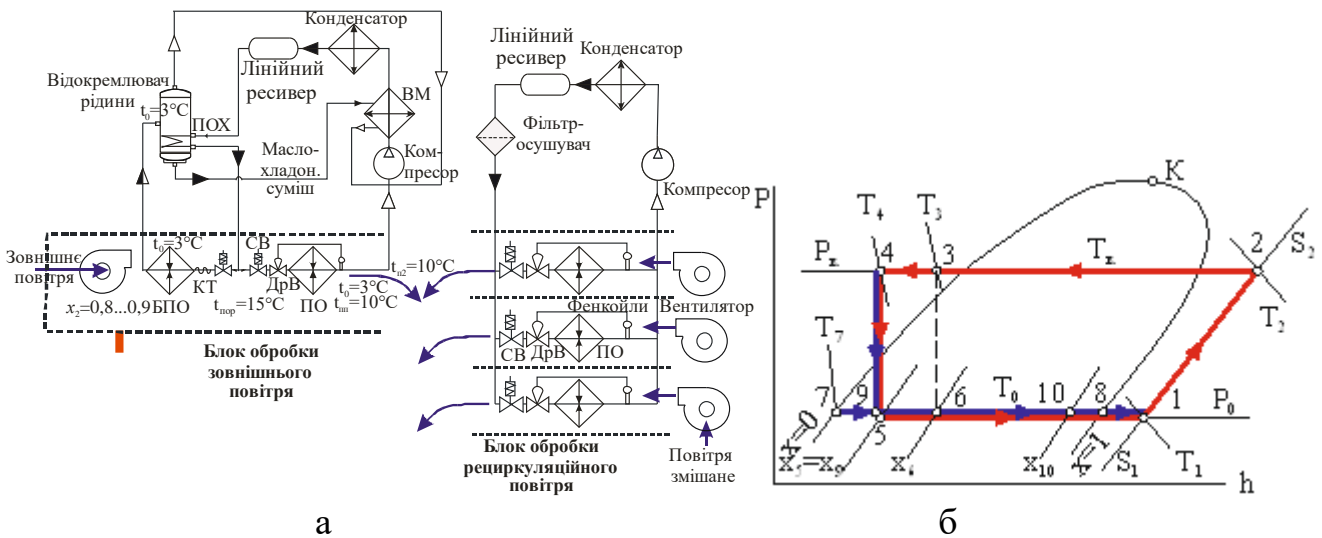 Конденсатор
Лінійний
ресивер
Відокремлювач
рідини
t₀=3°C
ПОХ
ВМ
Масло-
хладон.
суміш
Ком-
пресор
Зовнішнє
повітря
t₀=3°C
СВ
x₂=0,8...0,9
БПО
КТ
tпор=15°C
ДрВ
ПО
t₀=3°C
tпп=10°C
Блок обробки
зовнішнього
повітря
Лінійний
ресивер
Конденсатор
Фільтр-
осушувач
Компресор
tп2=10°C
Фенкойли
Вентилятор
СВ
ДрВ
ПО
Блок обробки
рециркуляційного
повітря
Повітря
змішане
а
P
K
T₄
T₃
4
3
2
S₂
T₂
T₇
7
9
5
6
T₀
10
8
1
P₀
x=0
x₅=x₉
x₆
x₁₀
x=1
S₁
T₁
h
б